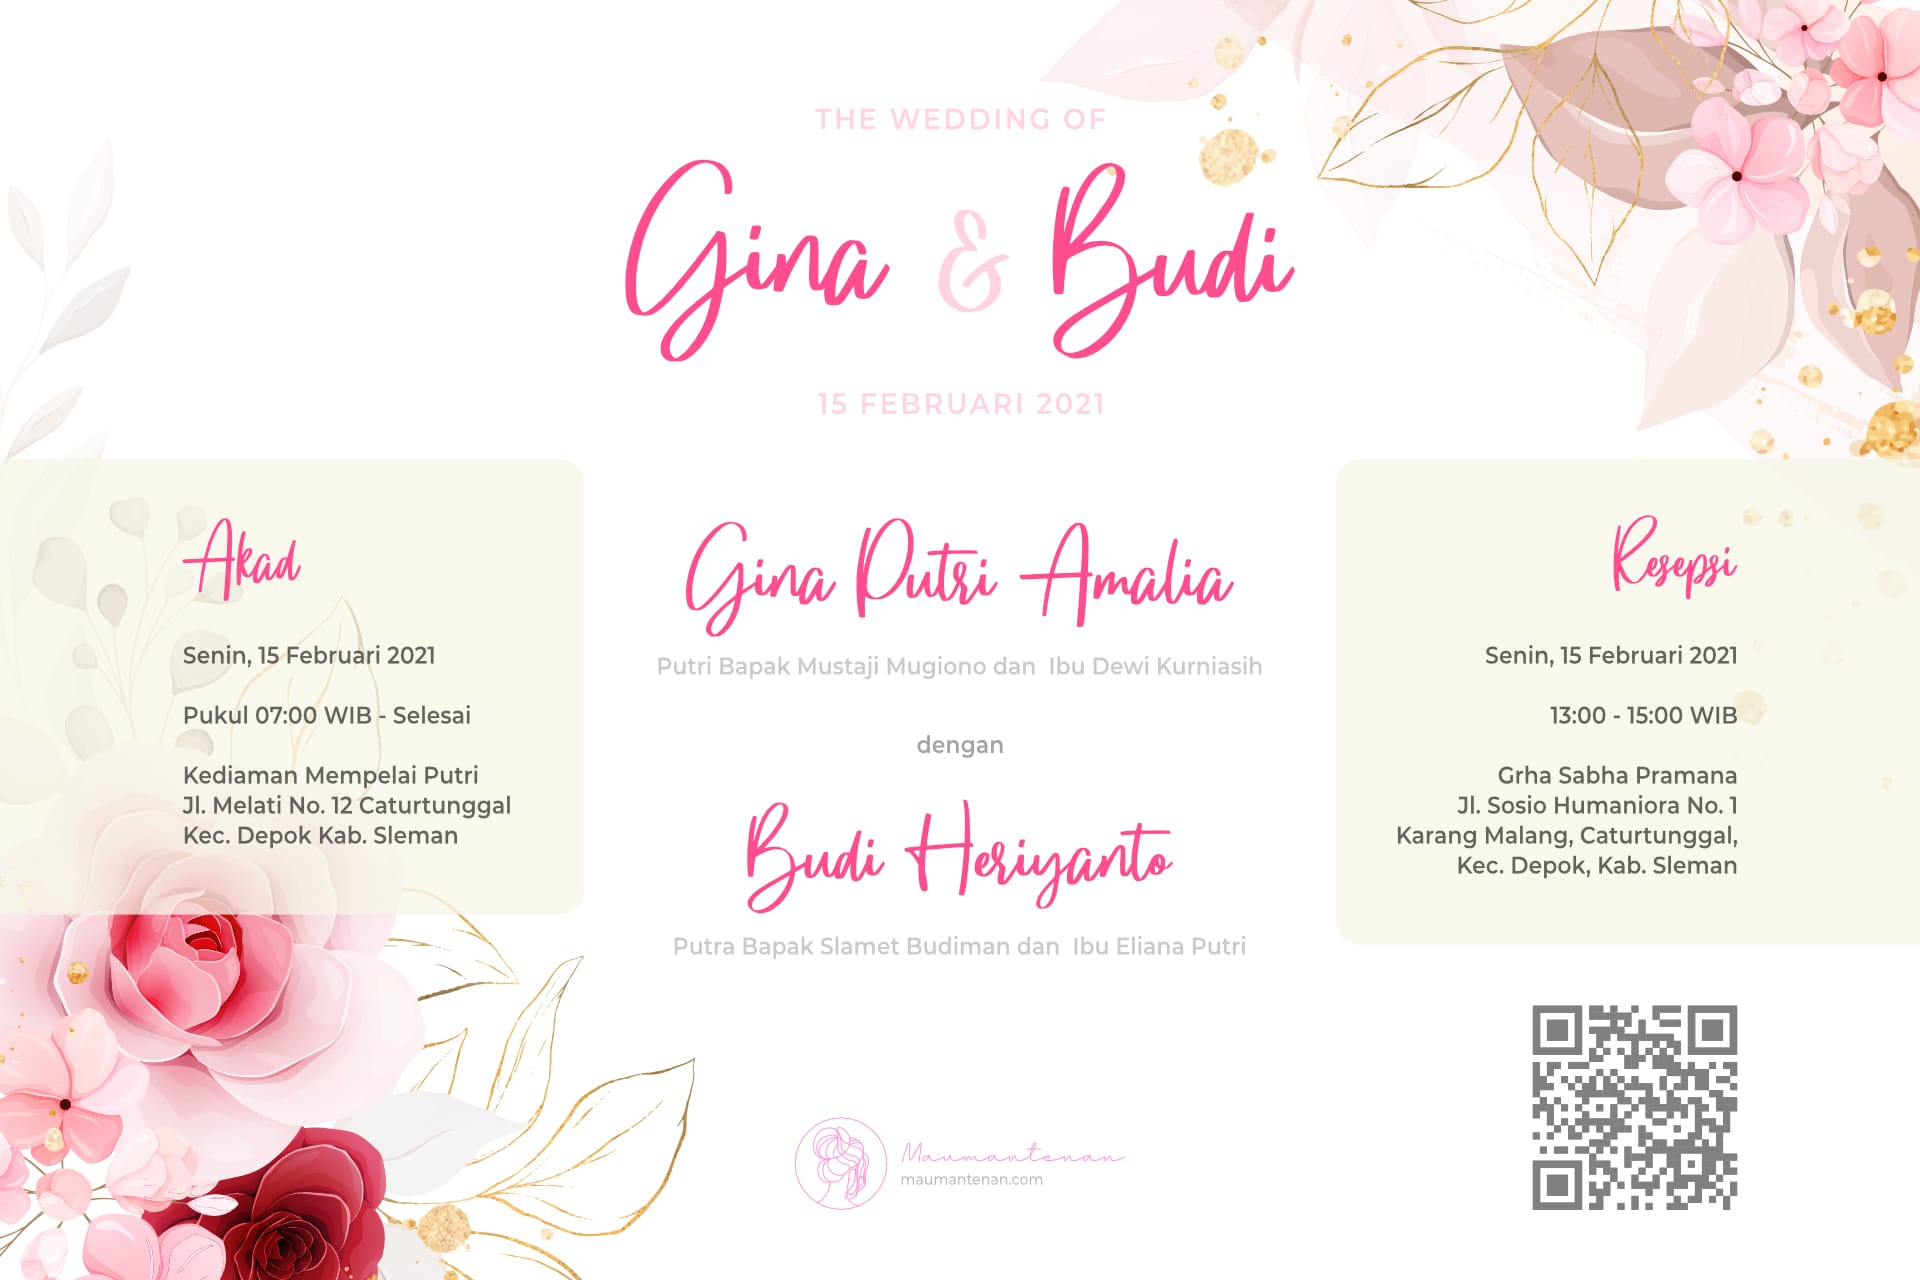 THE WEDDING OF
Gina & Budi
15 FEBRUARI 2021
Akad
Senin, 15 Februari 2021
Pukul 07:00 WIB - Selesai
Kediaman Mempelai Putri
Jl. Melati No. 12 Caturtunggal
Kec. Depok Kab. Sleman
Gina Putri Amalia
Putri Bapak Mustaji Mugiono dan Ibu Dewi Kurniasih
dengan
Budi Heriyanto
Putra Bapak Slamet Budiman dan Ibu Eliana Putri
Resepsi
Senin, 15 Februari 2021
13:00 - 15:00 WIB
Grha Sabha Pramana
Jl. Sosio Humaniora No. 1
Karang Malang, Caturtunggal,
Kec. Depok, Kab. Sleman
Maumantenan
maumantenan.com